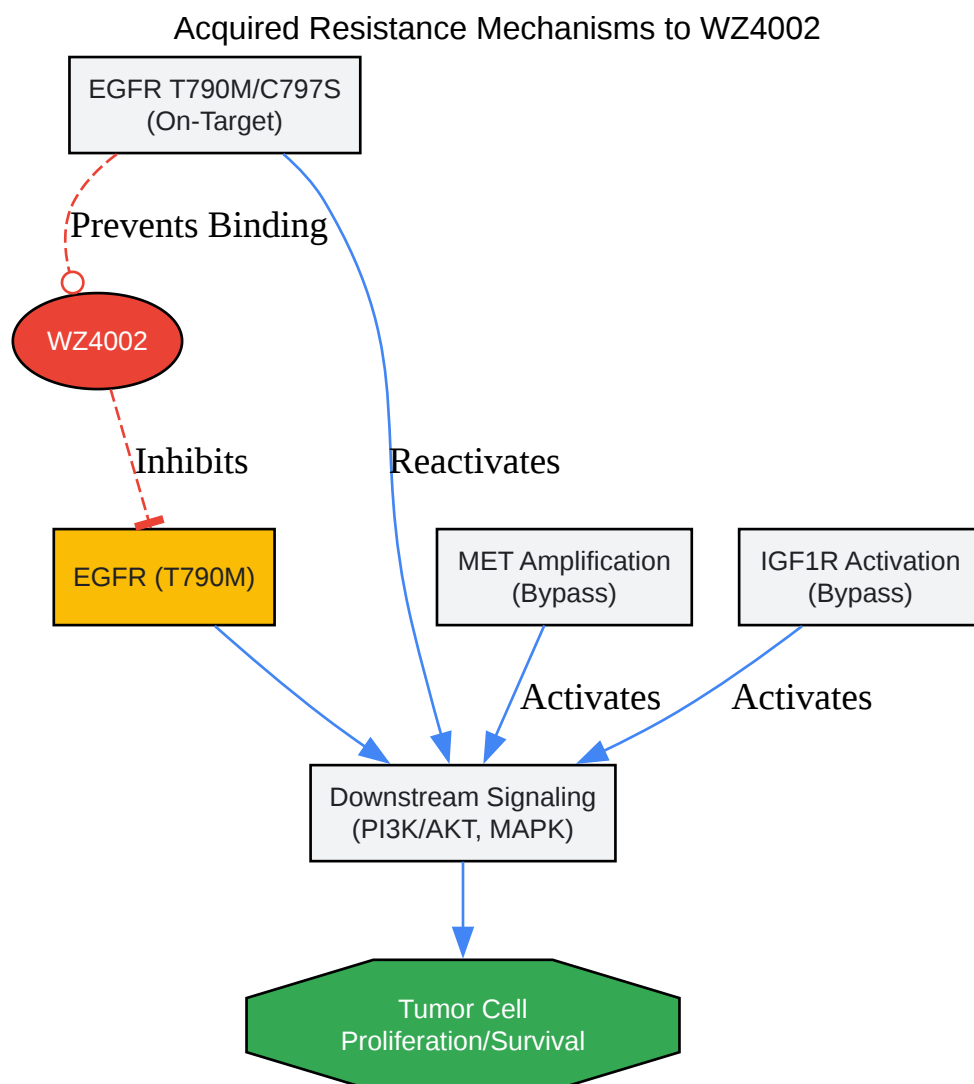 Acquired Resistance Mechanisms to WZ4002
EGFR T790M/C797S
(On-Target)
Prevents Binding
WZ4002
Inhibits
Reactivates
EGFR (T790M)
MET Amplification
(Bypass)
IGF1R Activation
(Bypass)
Activates
Activates
Downstream Signaling
(PI3K/AKT, MAPK)
Tumor Cell
Proliferation/Survival